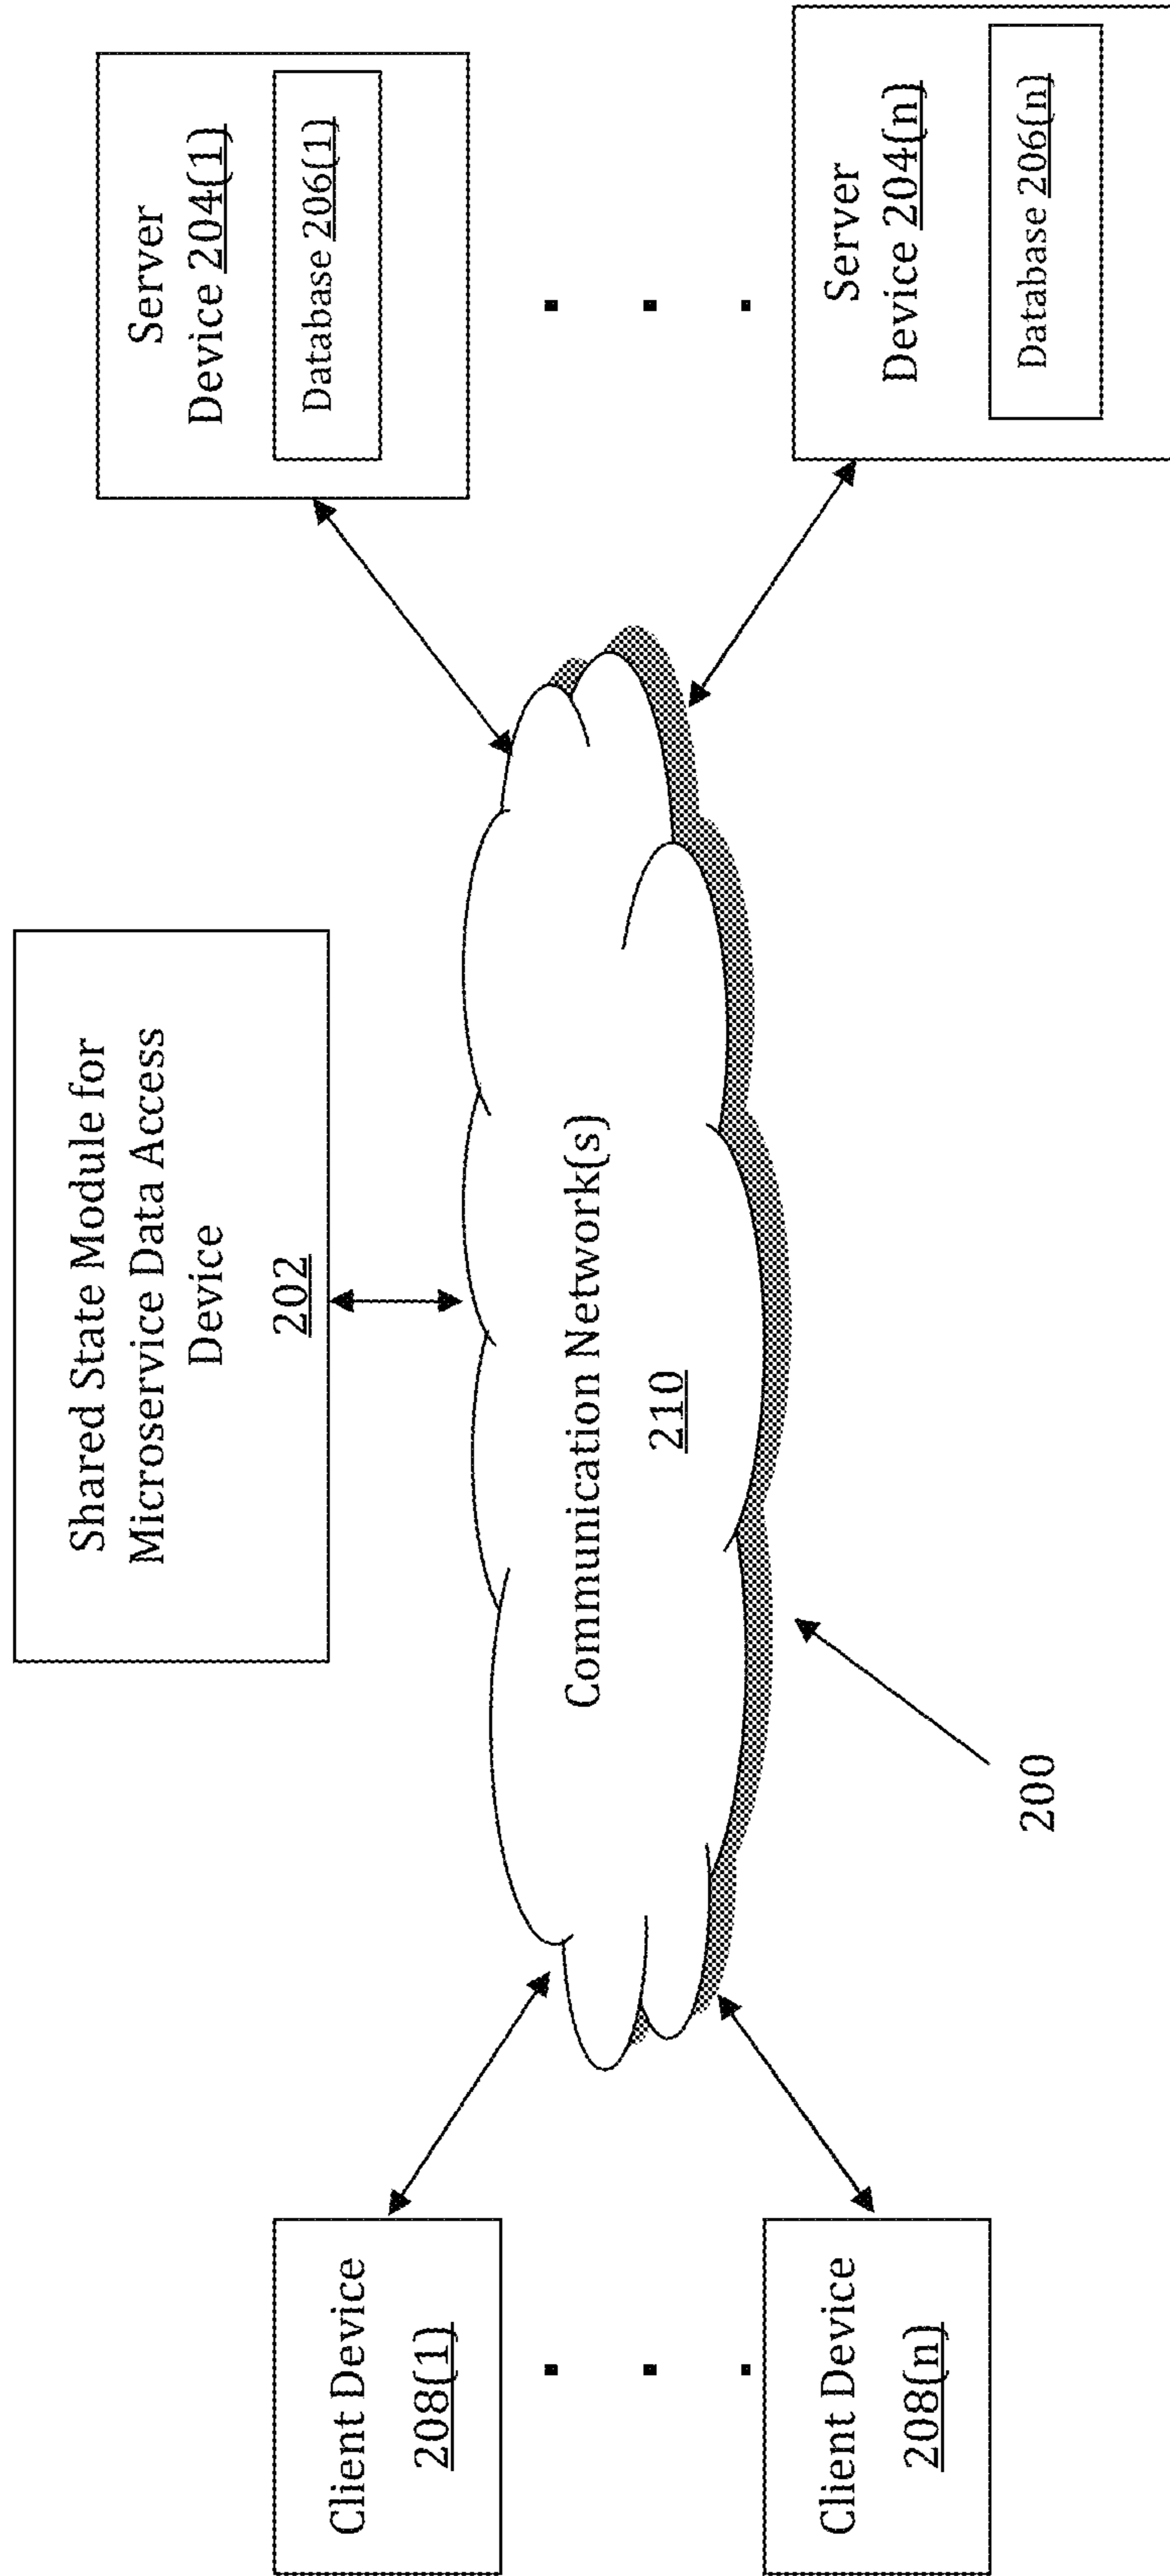 Shared State Module for
Microservice Data Access
Device
202
Server
Device 204(1)
Database 206(1)
Client Device
208(1)
Communication Network(s)
210
Client Device
208(n)
Server
Device 204(n)
Database 206(n)
200